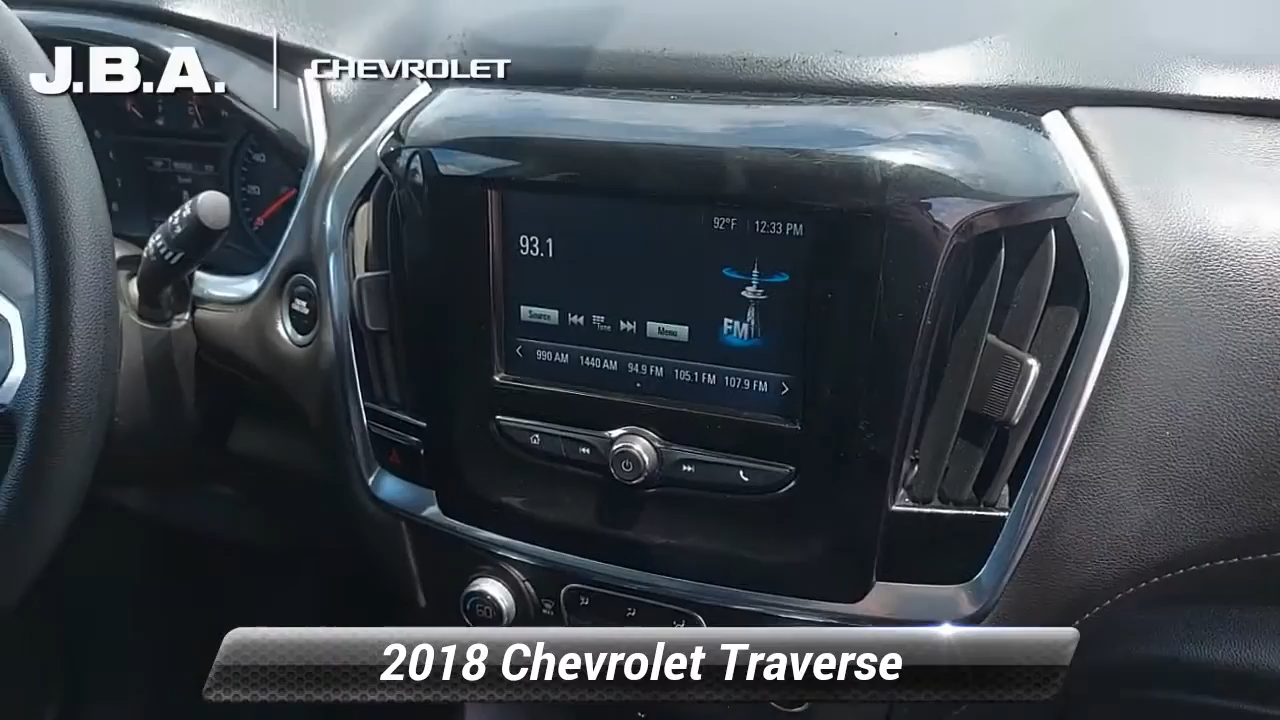 J.B.A. CHEVROLET
92°F 12:33 PM
93.1
FM
Source Tune Menu
990 AM 1440 AM 94.9 FM 105.1 FM 107.9 FM
60
2018 Chevrolet Traverse